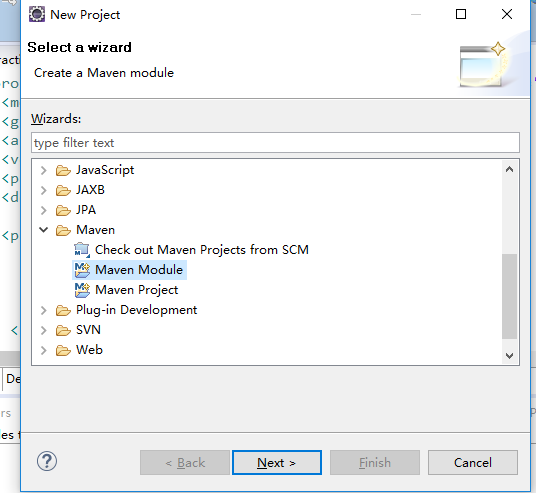 New Project
Select a wizard
Create a Maven module
Wizards:
type filter text
JavaScript
JAXB
JPA
Maven
Check out Maven Projects from SCM
Maven Module
Maven Project
Plug-in Development
SVN
Web
< Back
Next >
Finish
Cancel